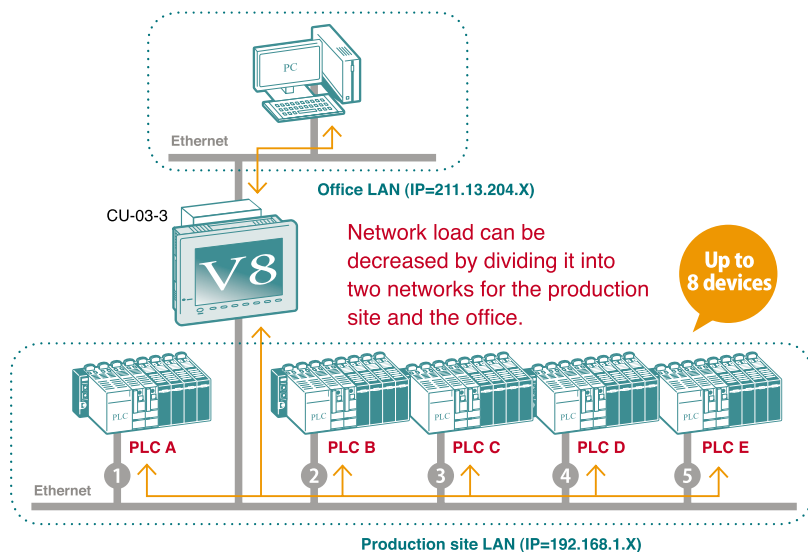 PC
Ethernet
Office LAN (IP=211.13.204.X)
CU-03-3
V8
Network load can be
decreased by dividing it into
two networks for the production
site and the office.
Up to
8 devices
PLC
PLC
PLC
PLC
PLC
PLC A
PLC B
PLC C
PLC D
PLC E
1
2
3
4
5
Ethernet
Production site LAN (IP=192.168.1.X)